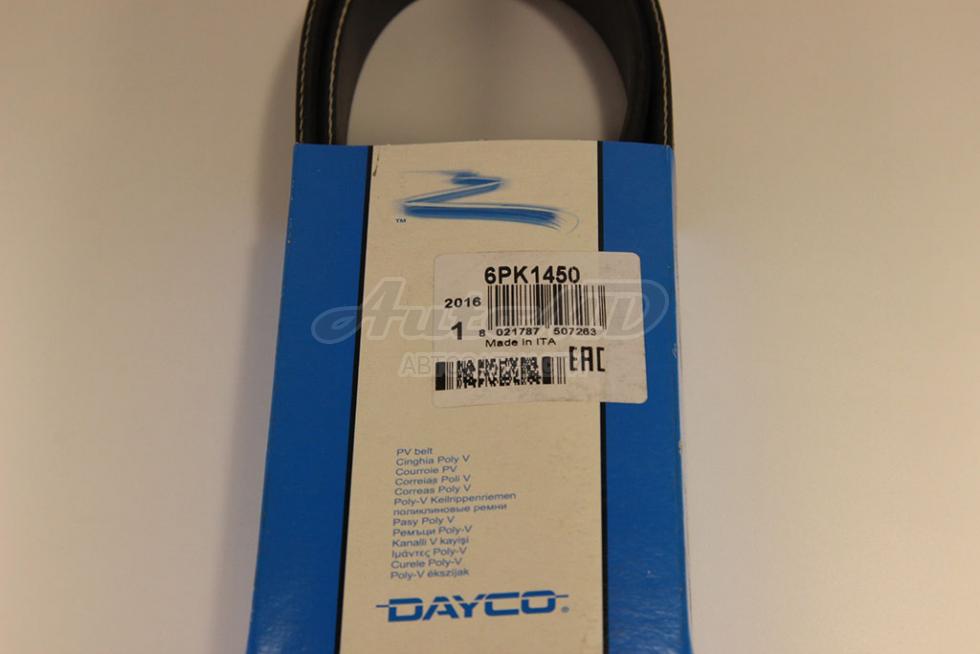 TM
6PK1450
2016
1
8 021787 507263
Made in ITA
EAC
PV belt
Cinghia Poly V
Courroie PV
Correias Poli V
Correas Poly V
Poly-V Keilrippenriemen
поликлиновые ремни
Pasy Poly V
Ремъци Poly-V
Kanalli V kayişi
Ιμάντες Poly-V
Curele Poly-V
Poly-V ékszíjak
DAYCO®